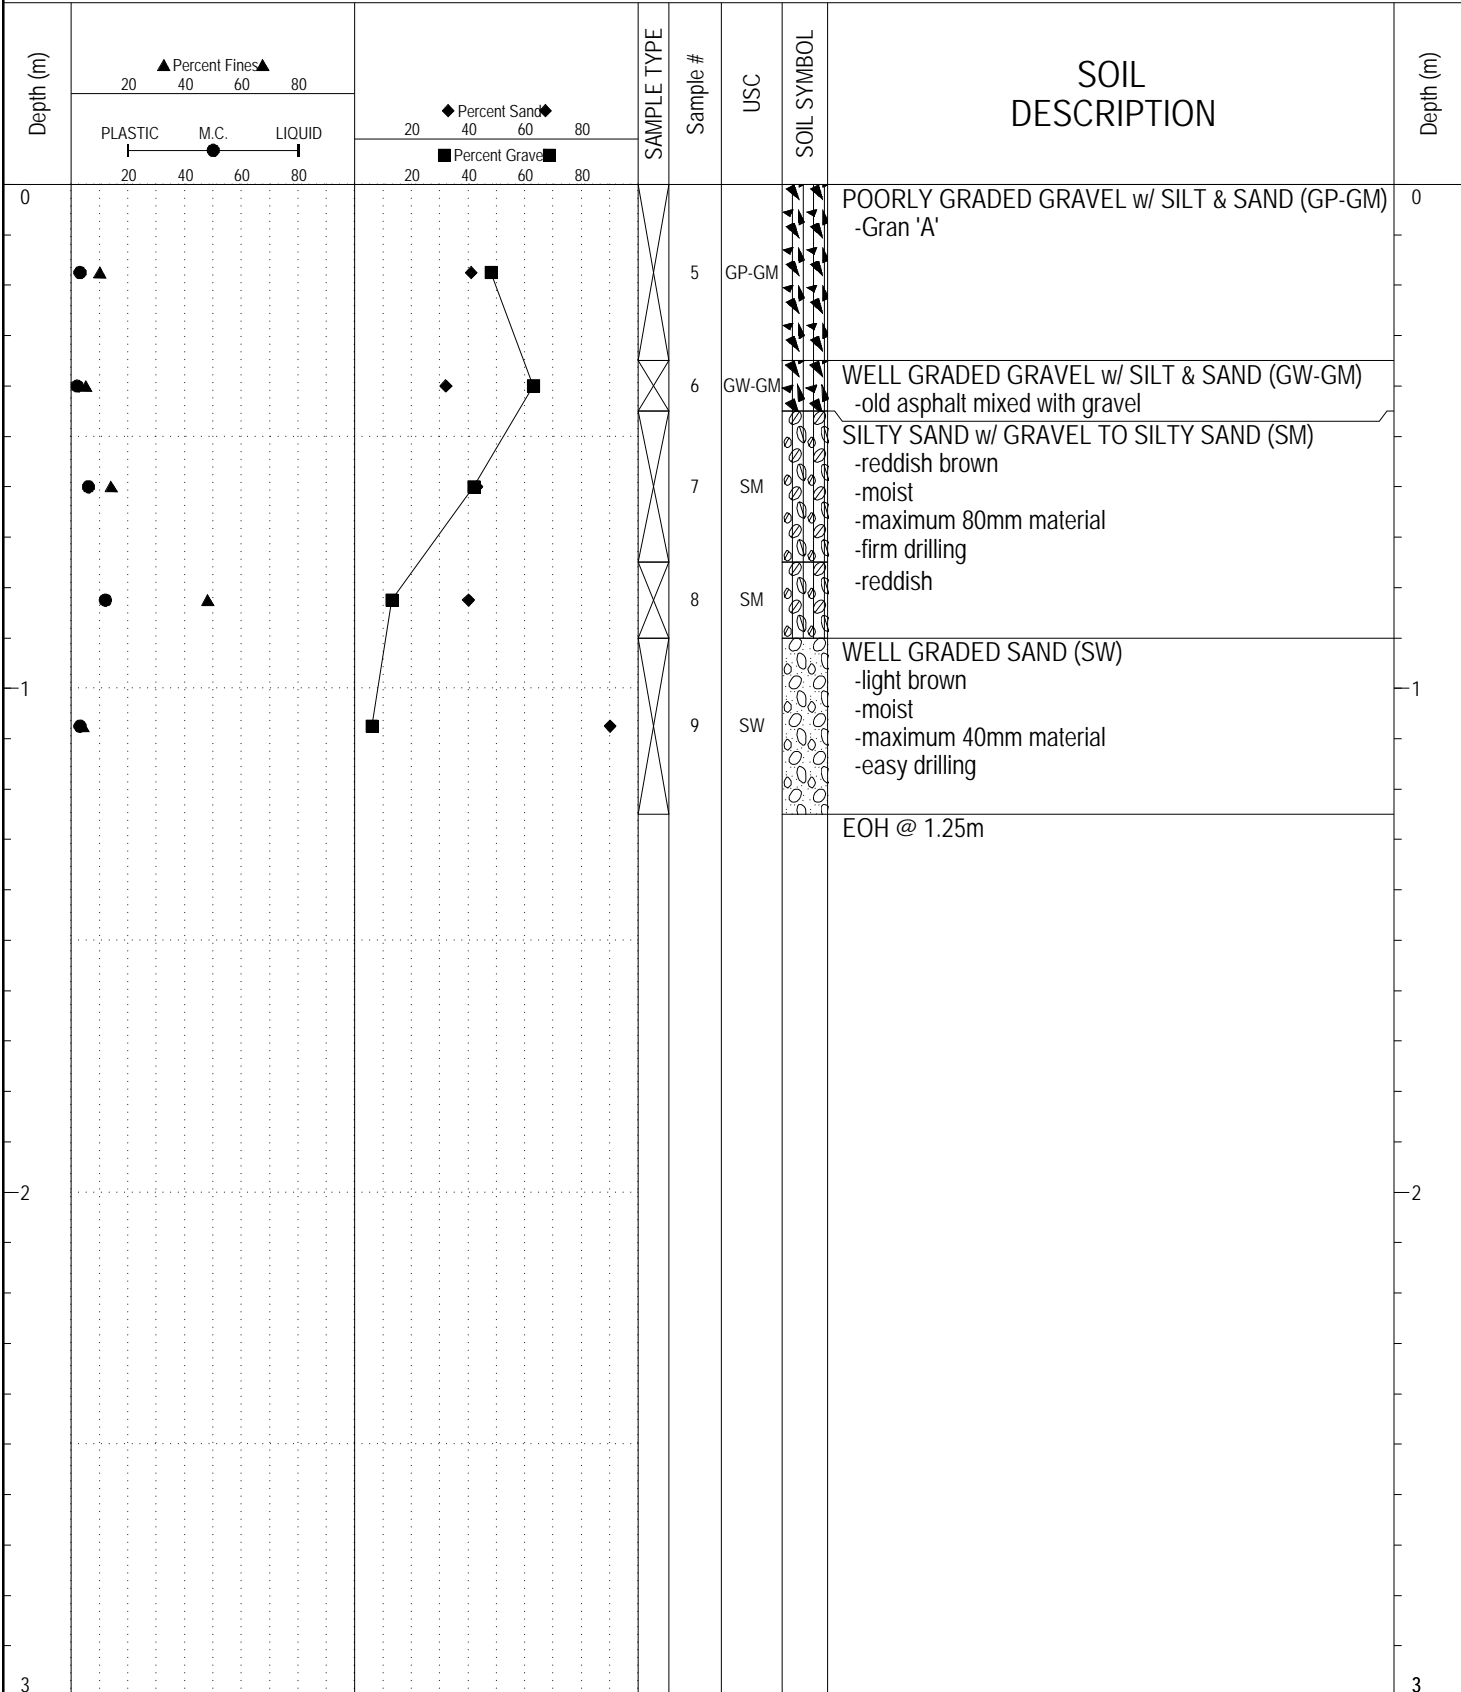 Depth (m)
Percent Fines
20 40 60 80
PLASTIC M.C. LIQUID
20 40 60 80
Percent Sand
20 40 60 80
Percent Gravel
20 40 60 80
SAMPLE TYPE
Sample #
USC
SOIL SYMBOL
SOIL
DESCRIPTION
Depth (m)
0
POORLY GRADED GRAVEL w/ SILT & SAND (GP-GM)
0
-Gran 'A'
5 GP-GM
WELL GRADED GRAVEL w/ SILT & SAND (GW-GM)
6 GW-GM
-old asphalt mixed with gravel
SILTY SAND w/ GRAVEL TO SILTY SAND (SM)
-reddish brown
7 SM
-moist
-maximum 80mm material
-firm drilling
-reddish
8 SM
WELL GRADED SAND (SW)
-light brown
1
1
-moist
9 SW
-maximum 40mm material
-easy drilling
EOH @ 1.25m
2
2
3
3